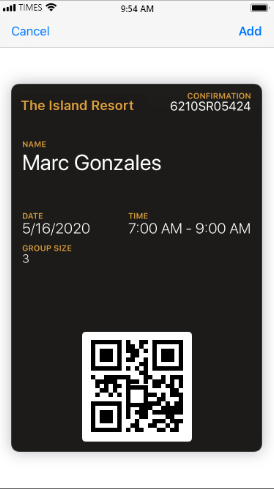 TIMES 9:54 AM
Cancel Add
The Island Resort
CONFIRMATION
6210SR05424
NAME
Marc Gonzales
DATE TIME
5/16/2020 7:00 AM - 9:00 AM
GROUP SIZE
3